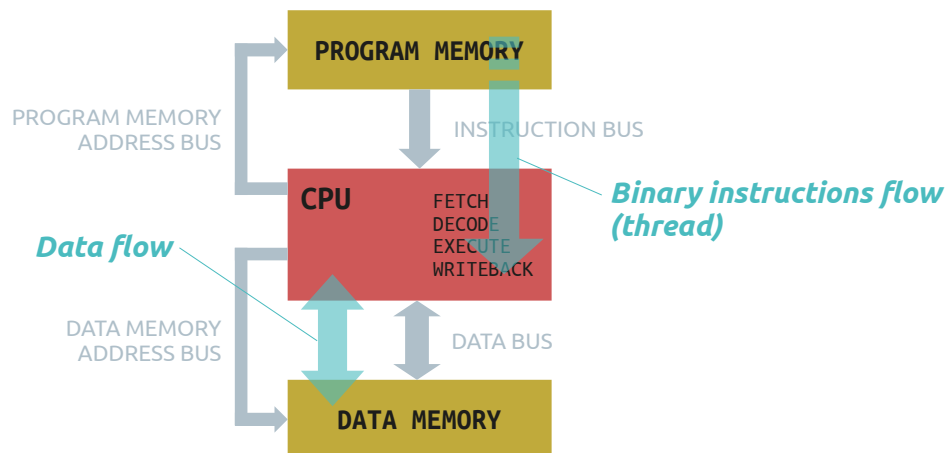 PROGRAM MEMORY
PROGRAM MEMORY
ADDRESS BUS
INSTRUCTION BUS
CPU
FETCH
DECODE
EXECUTE
WRITEBACK
Binary instructions flow
(thread)
Data flow
DATA MEMORY
ADDRESS BUS
DATA BUS
DATA MEMORY